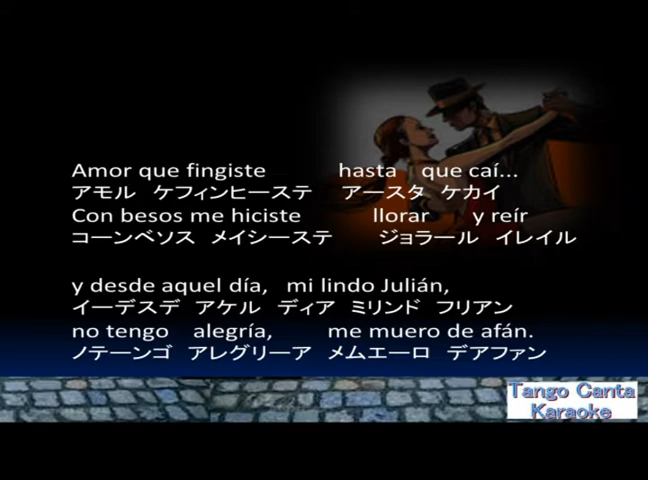 Amor que fingiste hasta que caí...
アモル ケフィンヒーステ アースタ ケカイ
Con besos me hiciste llorar y reír
コーンベソス メイシーステ ジョラール イレイル
y desde aquel día, mi lindo Julián,
イーデスデ アケル ディア ミリンド フリアン
no tengo alegría, me muero de afán.
ノテーンゴ アレグリーア メムエーロ デアファン
Tango Canta
Karaoke